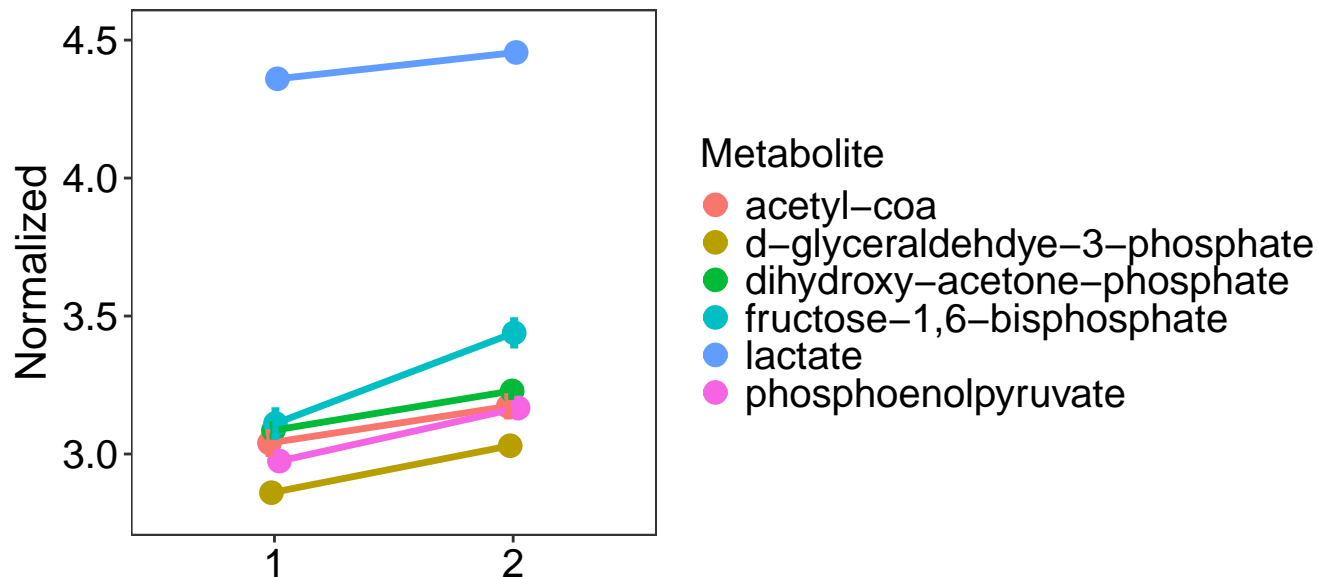 Normalized
4.5
4.0
3.5
3.0
1
2
Metabolite
acetyl−coa
d−glyceraldehdye−3−phosphate
dihydroxy−acetone−phosphate
fructose−1,6−bisphosphate
lactate
phosphoenolpyruvate